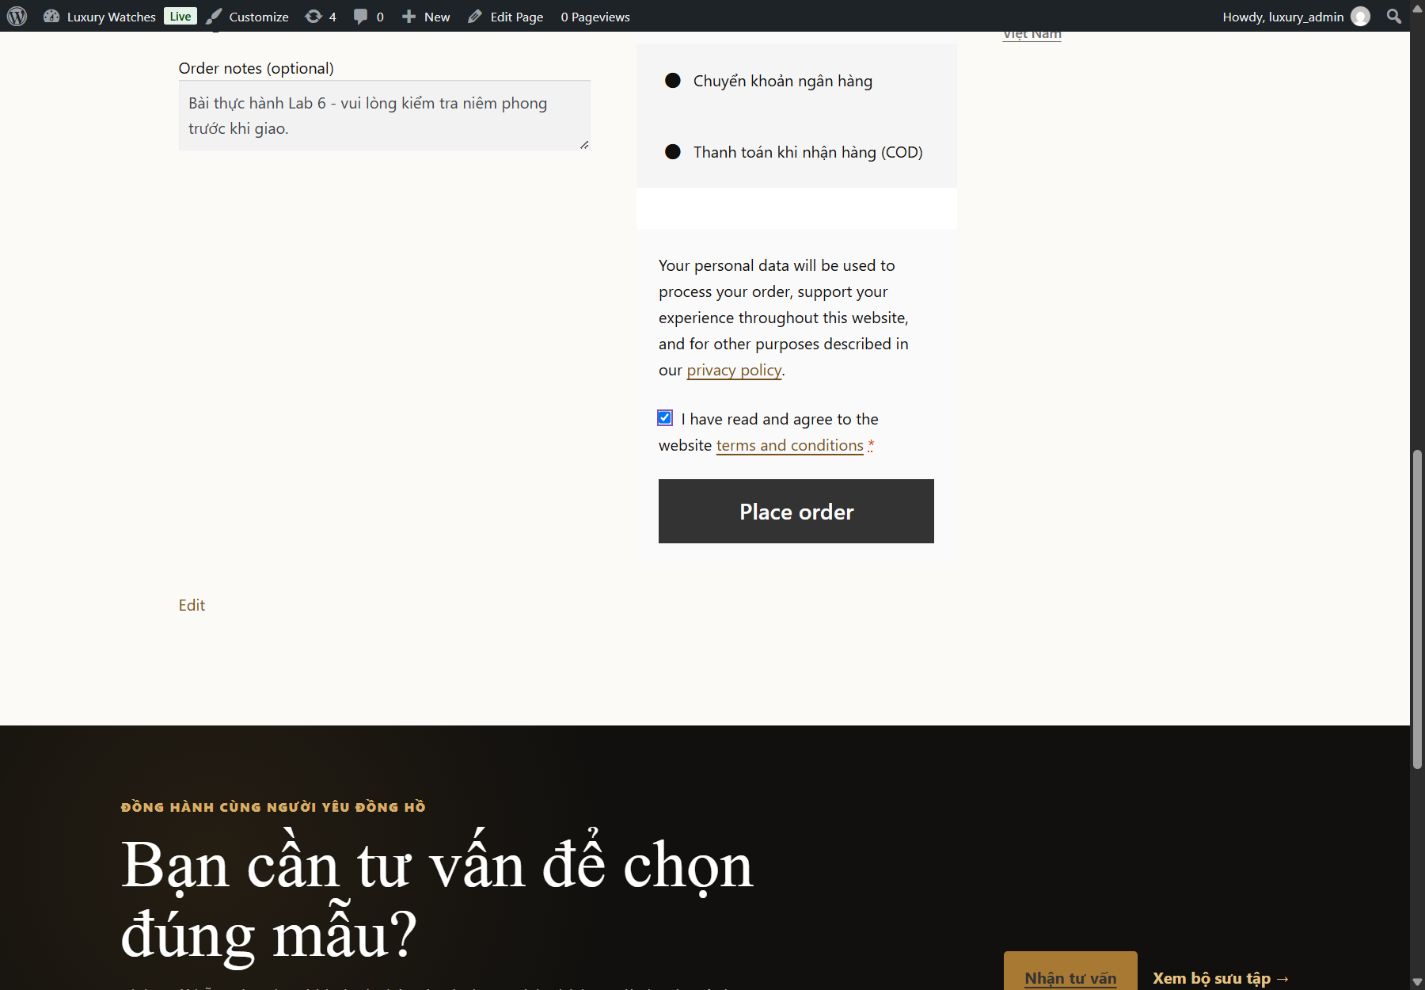 Luxury Watches Live Customize 4 0 New Edit Page 0 Pageviews Howdy, luxury_admin
Việt Nam
Order notes (optional)
Bài thực hành Lab 6 - vui lòng kiểm tra niêm phong
trước khi giao.
Chuyển khoản ngân hàng
Thanh toán khi nhận hàng (COD)
Your personal data will be used to
process your order, support your
experience throughout this website,
and for other purposes described in
our privacy policy.
I have read and agree to the
website terms and conditions *
Place order
Edit
ĐỒNG HÀNH CÙNG NGƯỜI YÊU ĐỒNG HỒ
Bạn cần tư vấn để chọn
đúng mẫu?
Nhận tư vấn
Xem bộ sưu tập →